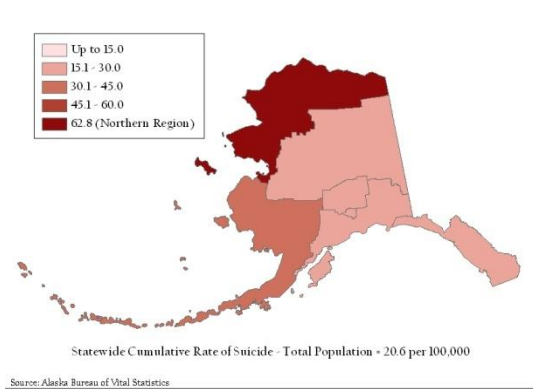 Up to 15.0
15.1 - 30.0
30.1 - 45.0
45.1 - 60.0
62.8 (Northern Region)
Statewide Cumulative Rate of Suicide - Total Population = 20.6 per 100,000
Source: Alaska Bureau of Vital Statistics